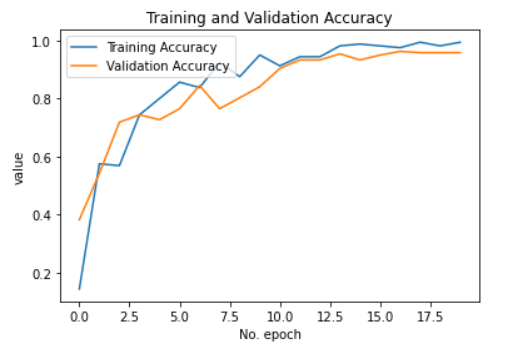 Training and Validation Accuracy
Training Accuracy
Validation Accuracy
value
1.0
0.8
0.6
0.4
0.2
0.0 2.5 5.0 7.5 10.0 12.5 15.0 17.5
No. epoch